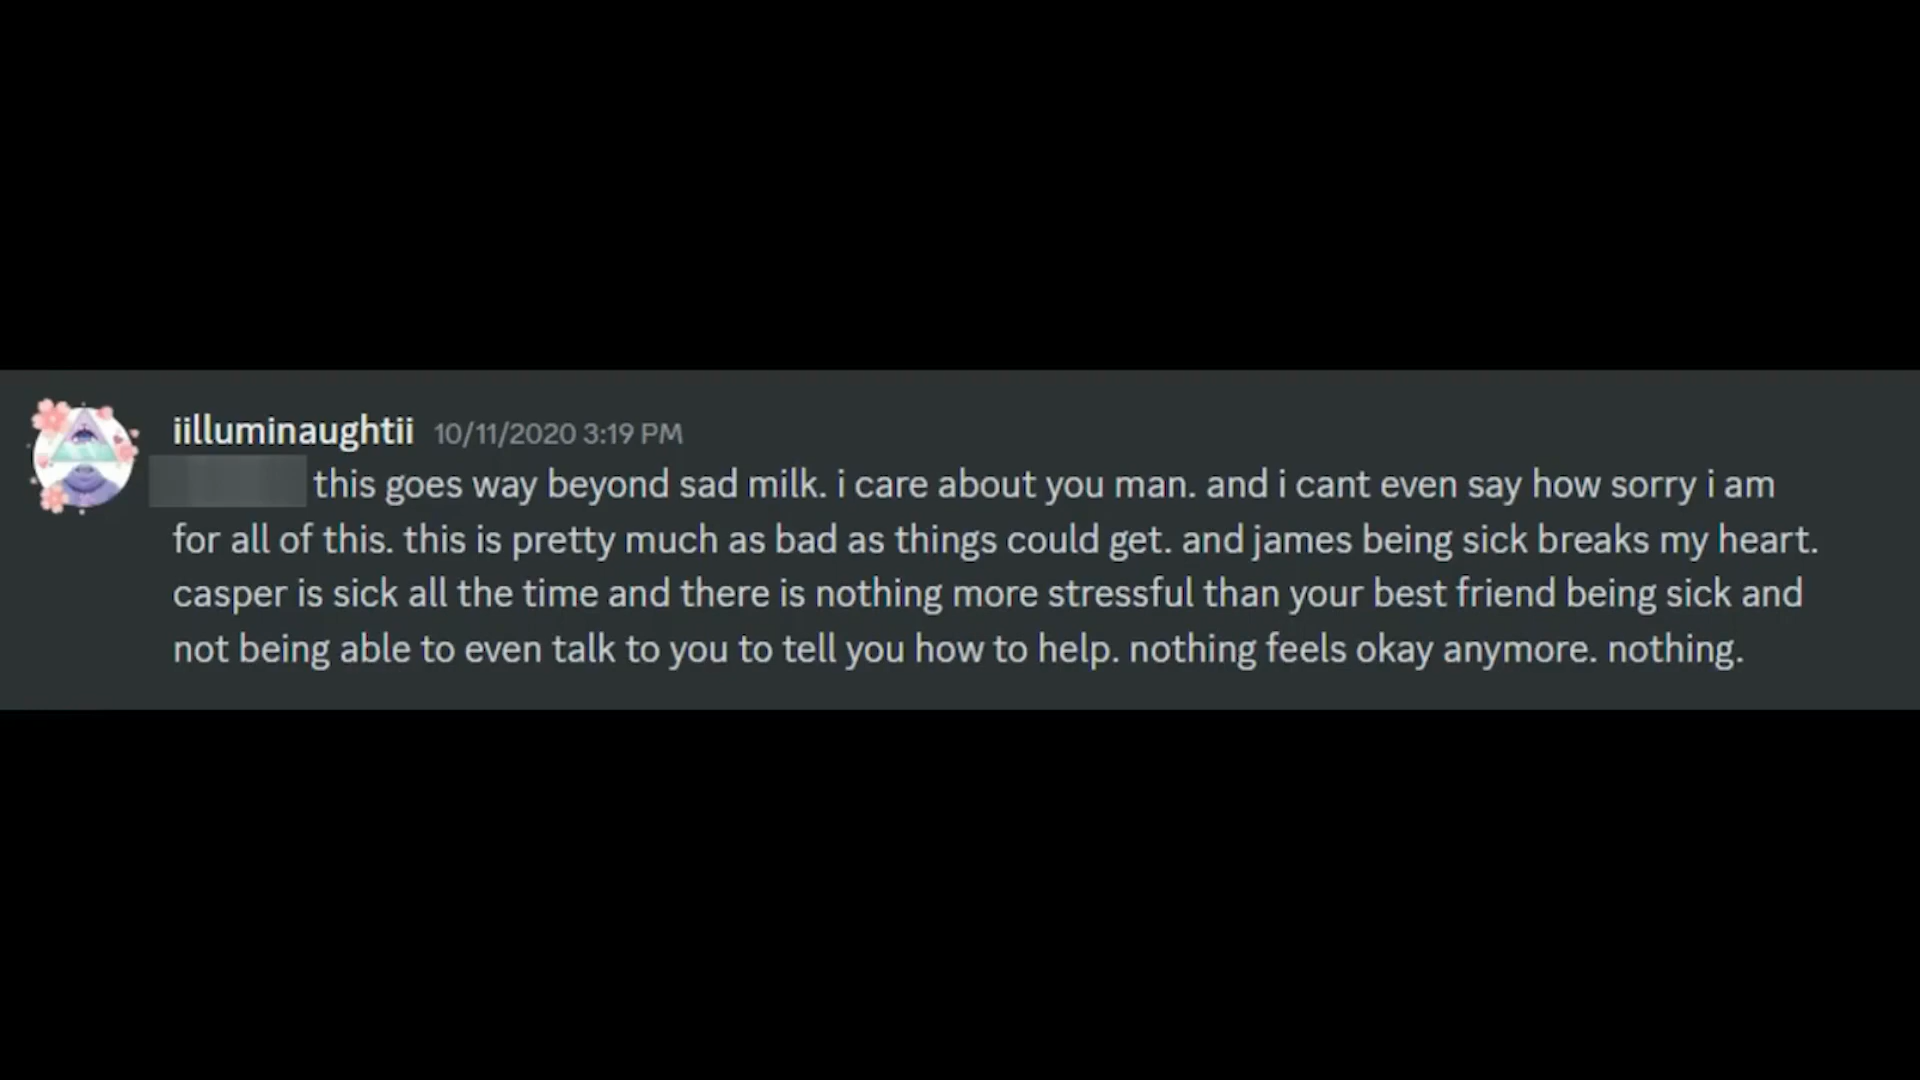 iilluminaughtii 10/11/2020 3:19 PM
this goes way beyond sad milk. i care about you man. and i cant even say how sorry i am
for all of this. this is pretty much as bad as things could get. and james being sick breaks my heart.
casper is sick all the time and there is nothing more stressful than your best friend being sick and
not being able to even talk to you to tell you how to help. nothing feels okay anymore. nothing.